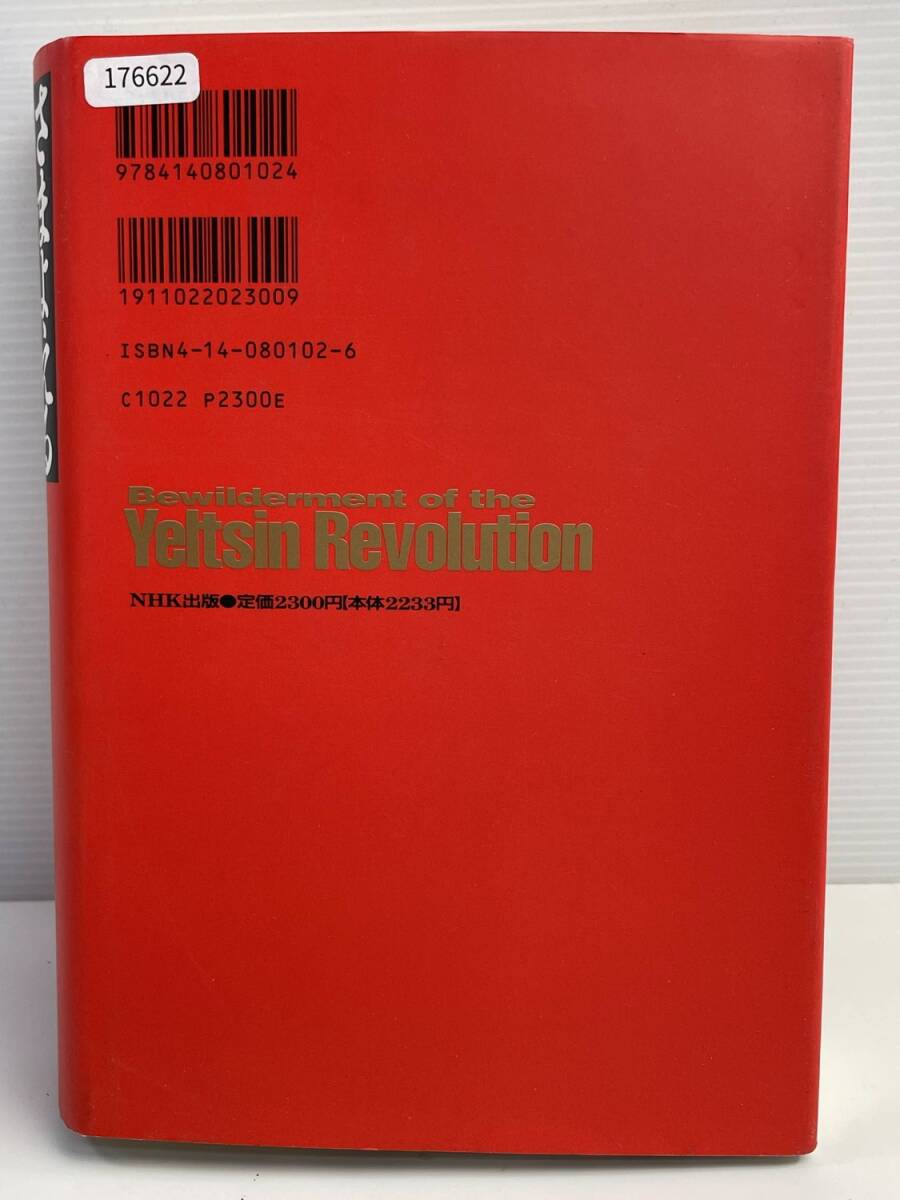 176622
9784140801024
1911022023009
ISBN4-14-080102-6
C1022 P2300E
Bewilderment of the
Yeltsin Revolution
NHK出版●定価2300円【本体2233円】